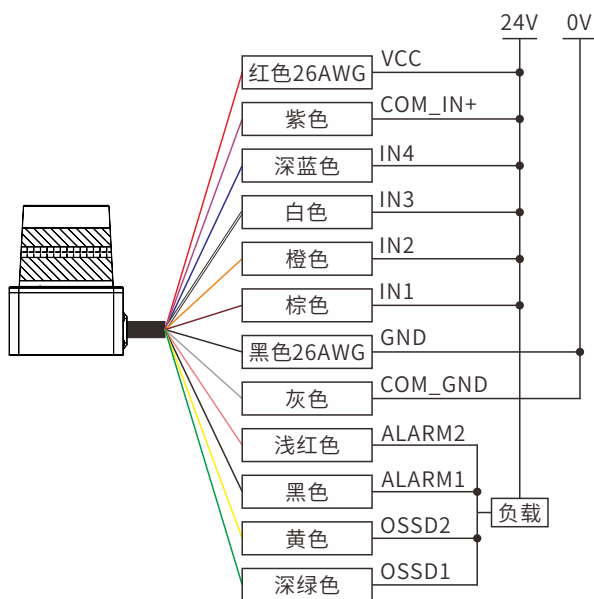 24V 0V
红色26AWG VCC
紫色 COM_IN+
深蓝色 IN4
白色 IN3
橙色 IN2
棕色 IN1
黑色26AWG GND
灰色 COM_GND
浅红色 ALARM2
黑色 ALARM1
负载
黄色 OSSD2
深绿色 OSSD1